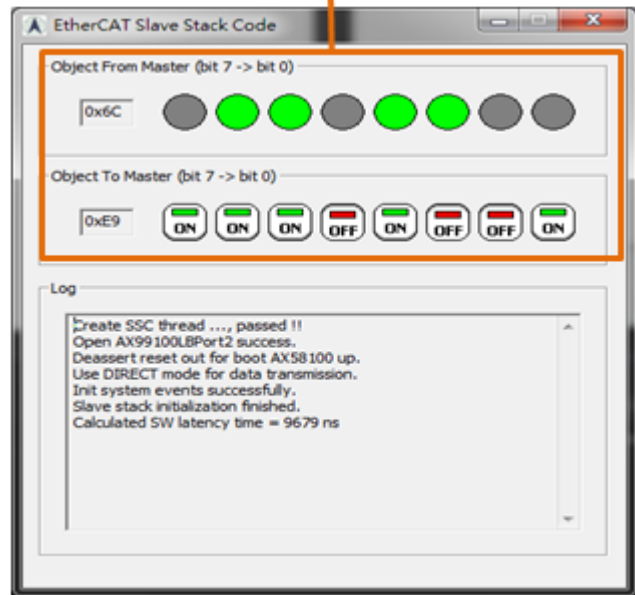 EtherCAT Slave Stack Code
Object From Master (bit 7 -> bit 0)
0x6C
Object To Master (bit 7 -> bit 0)
0xE9 ON ON ON OFF ON OFF OFF ON
Log
Create SSC thread ..., passed !!
Open AX99100LBPort2 success.
Deassert reset out for boot AX58100 up.
Use DIRECT mode for data transmission.
Init system events successfully.
Slave stack initialization finished.
Calculated SW latency time = 9679 ns